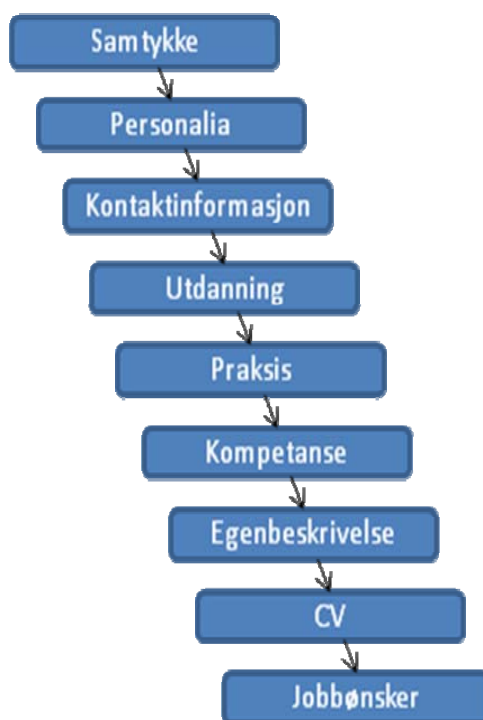 Samtykke
Personalia
Kontaktinformasjon
Utdanning
Praksis
Kompetanse
Egenbeskrivelse
CV
Jobbønsker